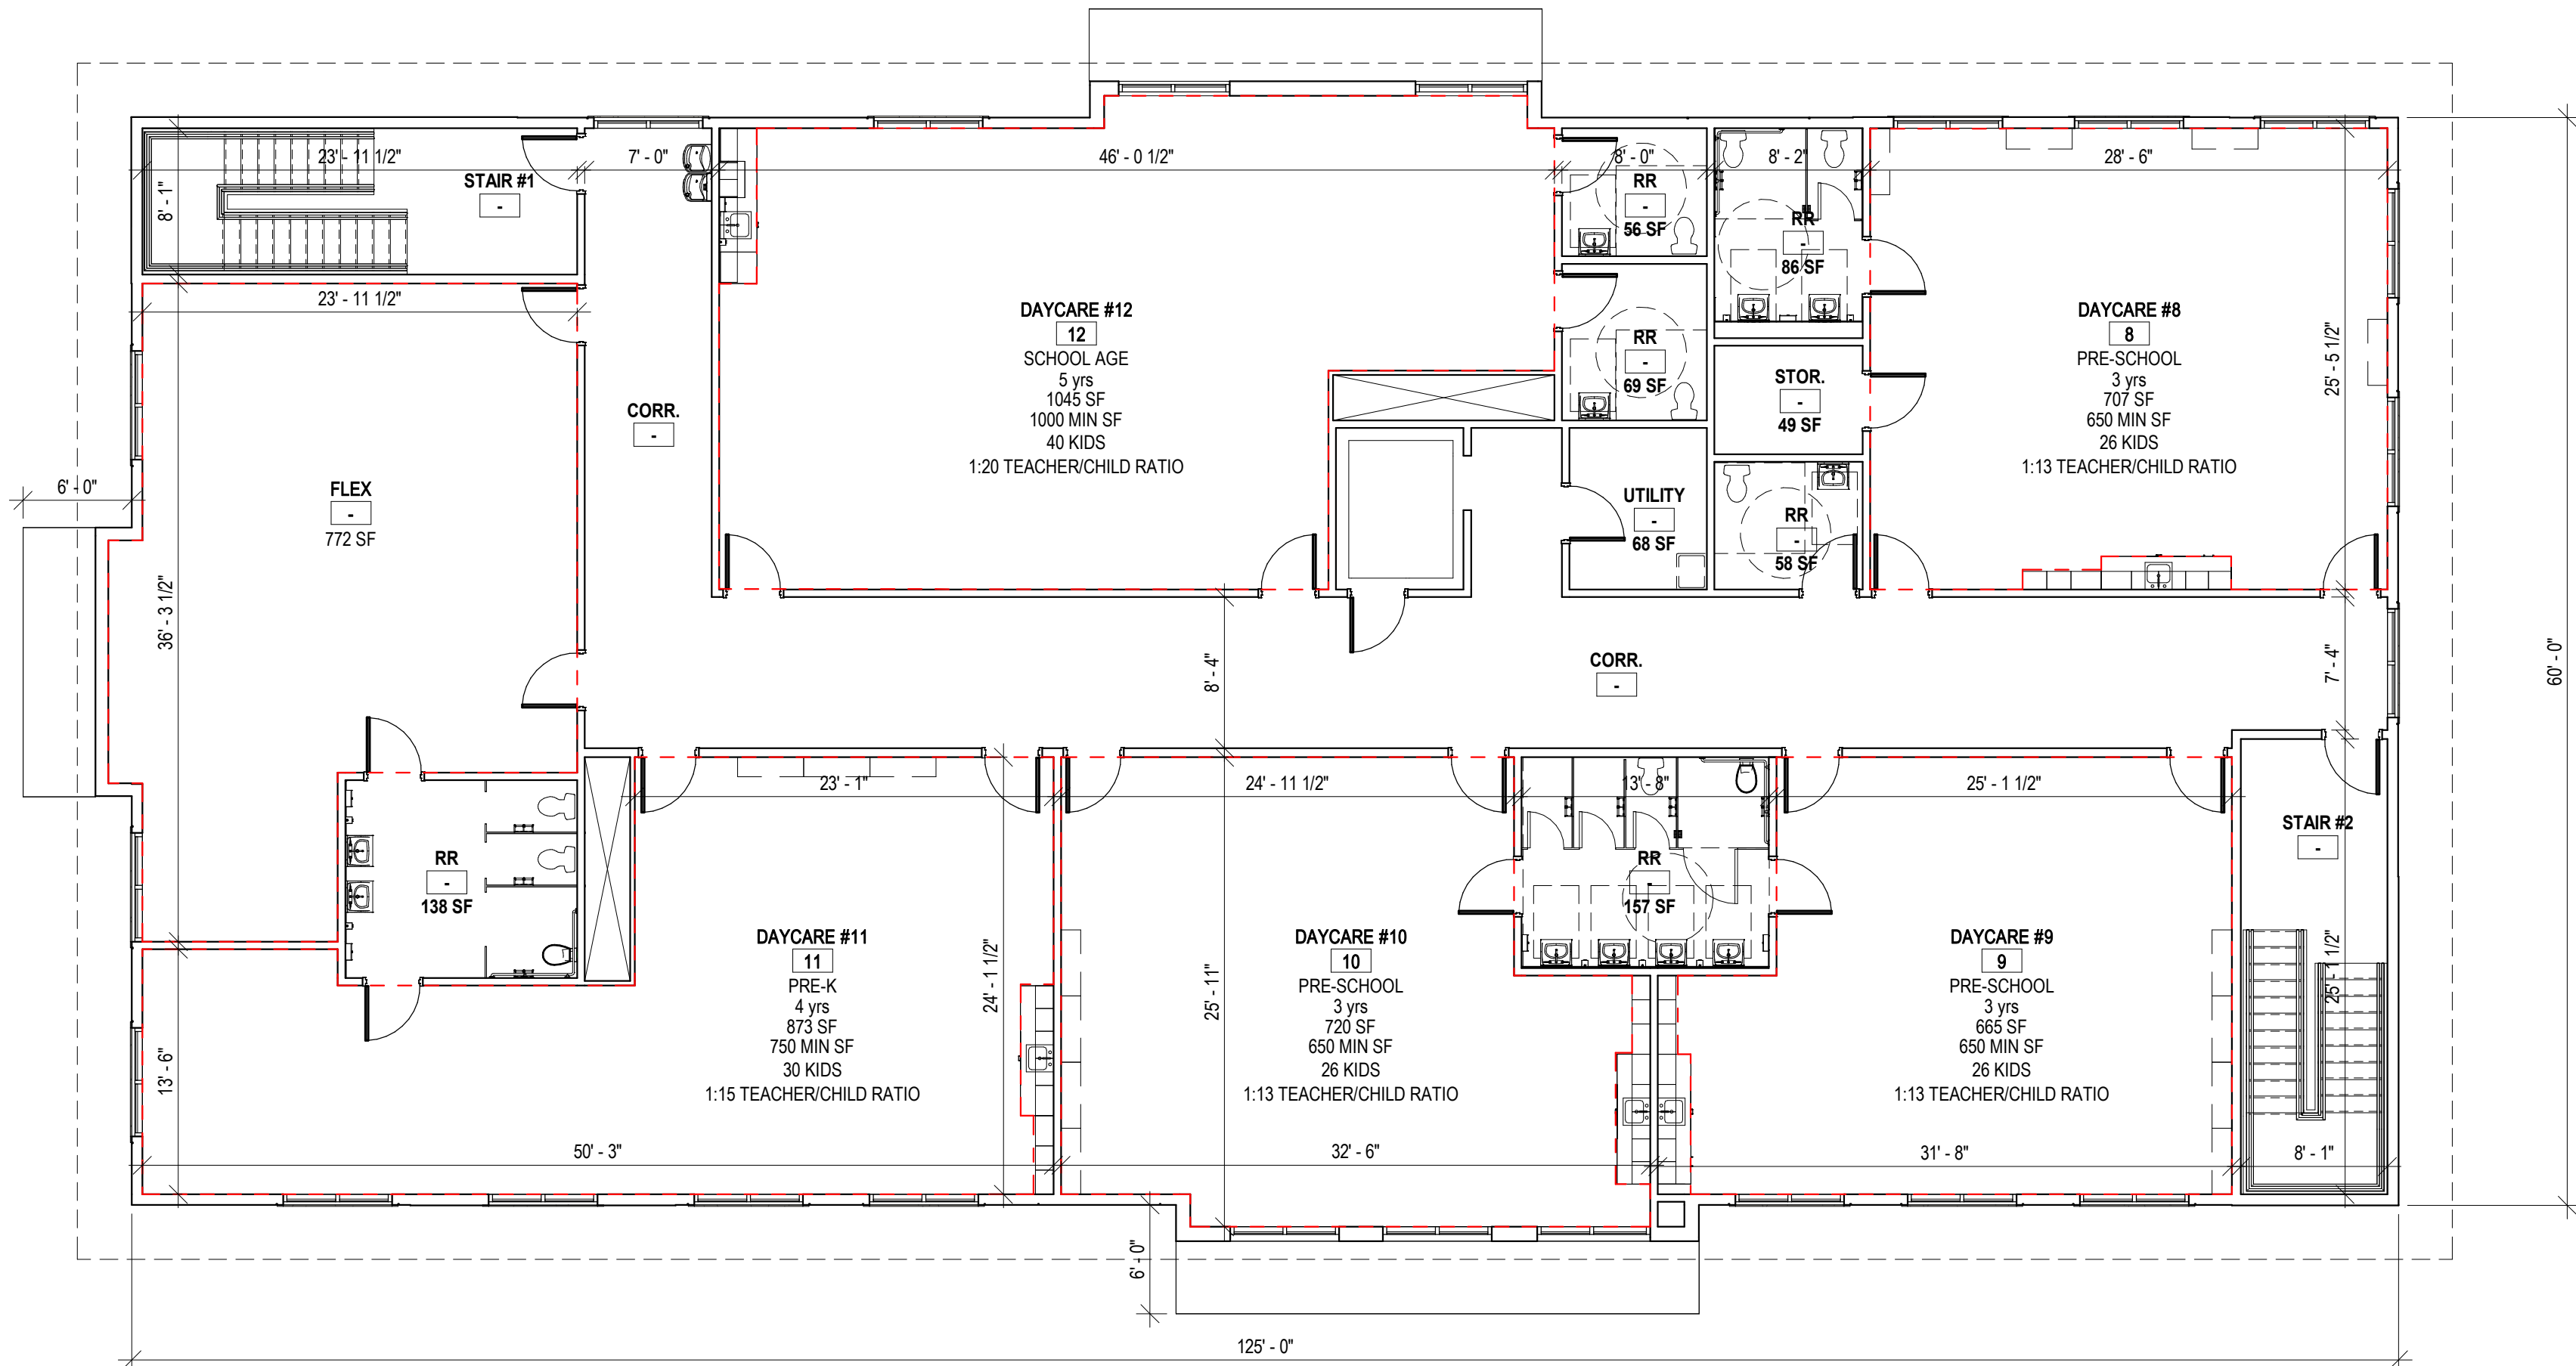 23' - 11 1/2"
7' - 0"
46' - 0 1/2"
8' - 0"
8' - 2"
28' - 6"
8' - 1"
STAIR #1
-
RR
-
56 SF
RR
-
86 SF
23' - 11 1/2"
DAYCARE #12
12
SCHOOL AGE
5 yrs
1045 SF
1000 MIN SF
40 KIDS
1:20 TEACHER/CHILD RATIO
RR
-
69 SF
STOR.
-
49 SF
DAYCARE #8
8
PRE-SCHOOL
3 yrs
707 SF
650 MIN SF
26 KIDS
1:13 TEACHER/CHILD RATIO
25' - 5 1/2"
CORR.
-
6' - 0"
FLEX
-
772 SF
UTILITY
-
68 SF
RR
-
58 SF
36' - 3 1/2"
8' - 4"
CORR.
-
7' - 4"
60' - 0"
23' - 1"
24' - 11 1/2"
13' - 8"
25' - 1 1/2"
STAIR #2
-
RR
-
138 SF
RR
-
157 SF
DAYCARE #11
11
PRE-K
4 yrs
873 SF
750 MIN SF
30 KIDS
1:15 TEACHER/CHILD RATIO
24' - 1 1/2"
25' - 11"
DAYCARE #10
10
PRE-SCHOOL
3 yrs
720 SF
650 MIN SF
26 KIDS
1:13 TEACHER/CHILD RATIO
DAYCARE #9
9
PRE-SCHOOL
3 yrs
665 SF
650 MIN SF
26 KIDS
1:13 TEACHER/CHILD RATIO
25' - 1 1/2"
13' - 6"
50' - 3"
32' - 6"
31' - 8"
8' - 1"
6' - 0"
125' - 0"